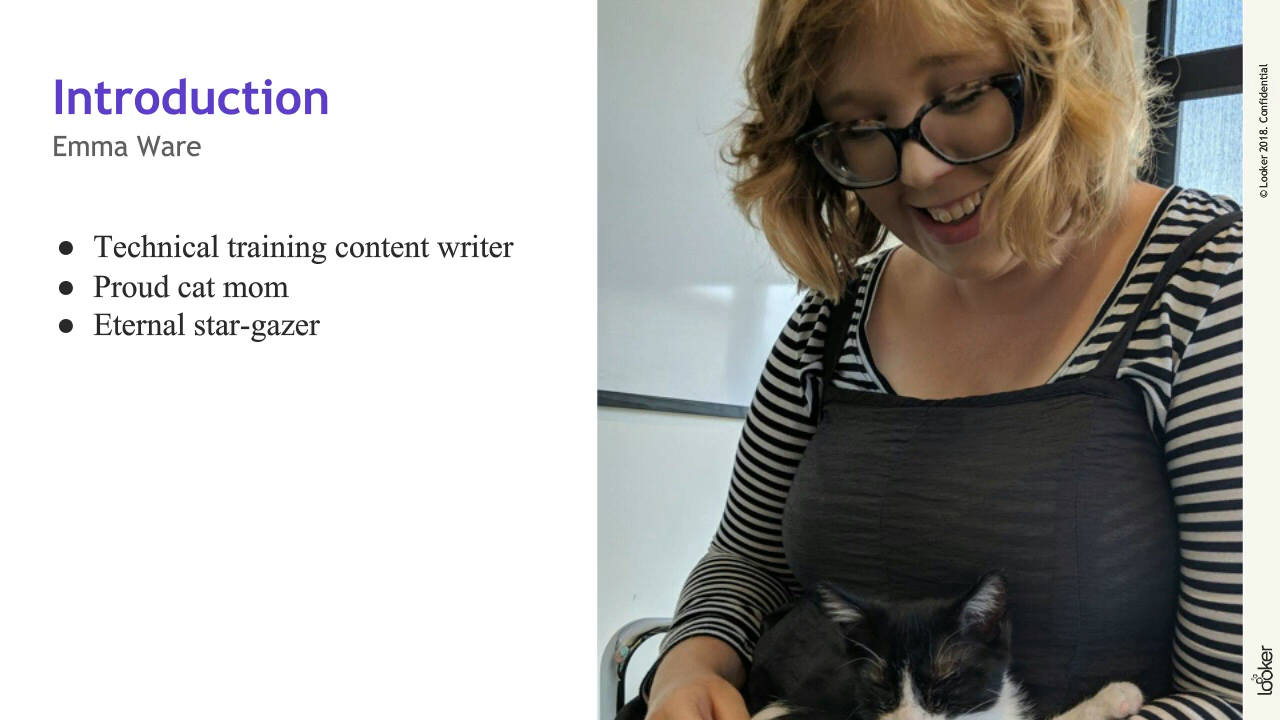 Introduction
Emma Ware
● Technical training content writer
● Proud cat mom
● Eternal star-gazer
© Looker 2018. Confidential
looker